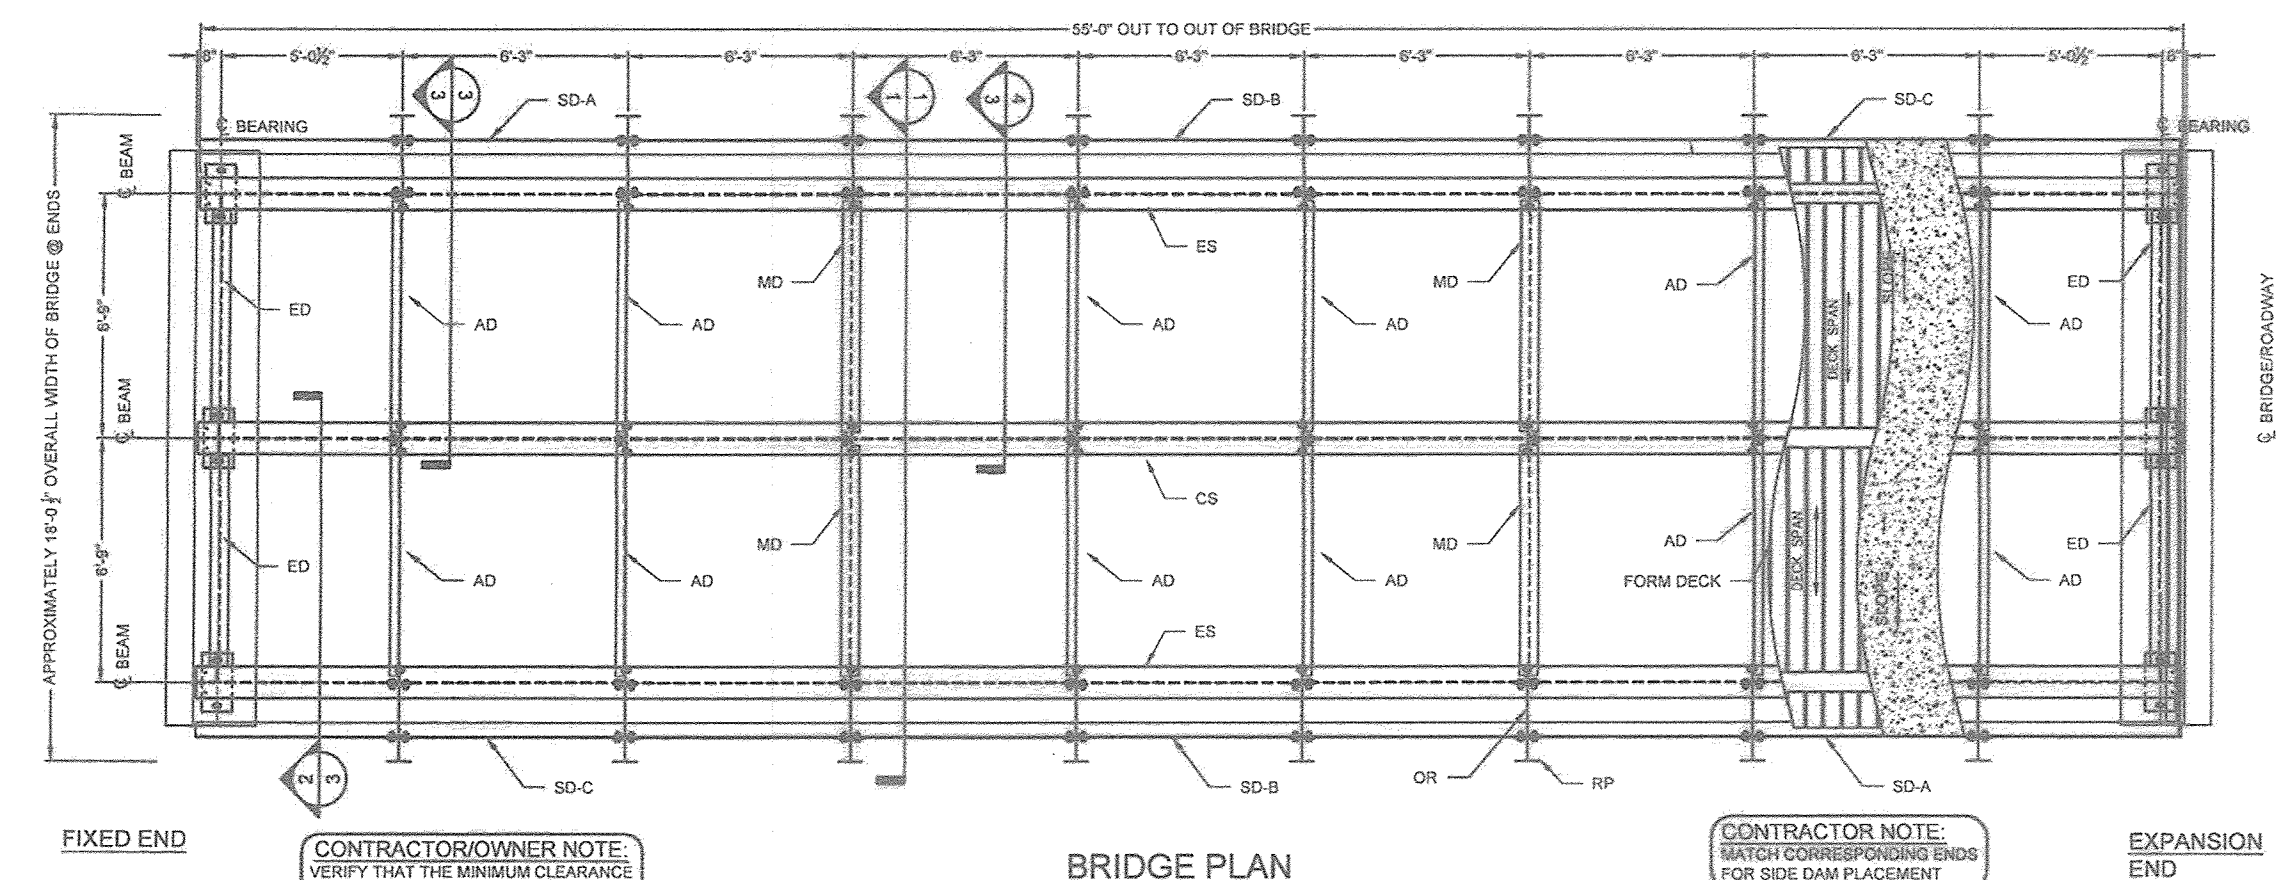 55'-0" OUT TO OUT OF BRIDGE
5'-0½" 6'-3" 6'-3" 6'-3" 6'-3" 6'-3" 6'-3" 6'-3" 5'-0½"
3 3
1 1
3 4
SD-A
SD-B
SD-C
℄ BEARING
℄ BEARING
APPROXIMATELY 18'-0½" OVERALL WIDTH OF BRIDGE @ ENDS
℄ BEAM
6'-9"
℄ BEAM
6'-9"
℄ BEAM
ES
MD
MD
AD
ED
ED
AD
AD
AD
AD
AD
SLOPE
DECK SPAN
℄ BRIDGE/ROADWAY
CS
MD
MD
AD
ED
ED
AD
AD
AD
AD
FORM DECK
AD
DECK SPAN
SLOPE
ES
2 3
SD-C
SD-B
OR
RP
SD-A
FIXED END
CONTRACTOR/OWNER NOTE:
VERIFY THAT THE MINIMUM CLEARANCE
BRIDGE PLAN
CONTRACTOR NOTE:
MATCH CORRESPONDING ENDS
FOR SIDE DAM PLACEMENT
EXPANSION
END